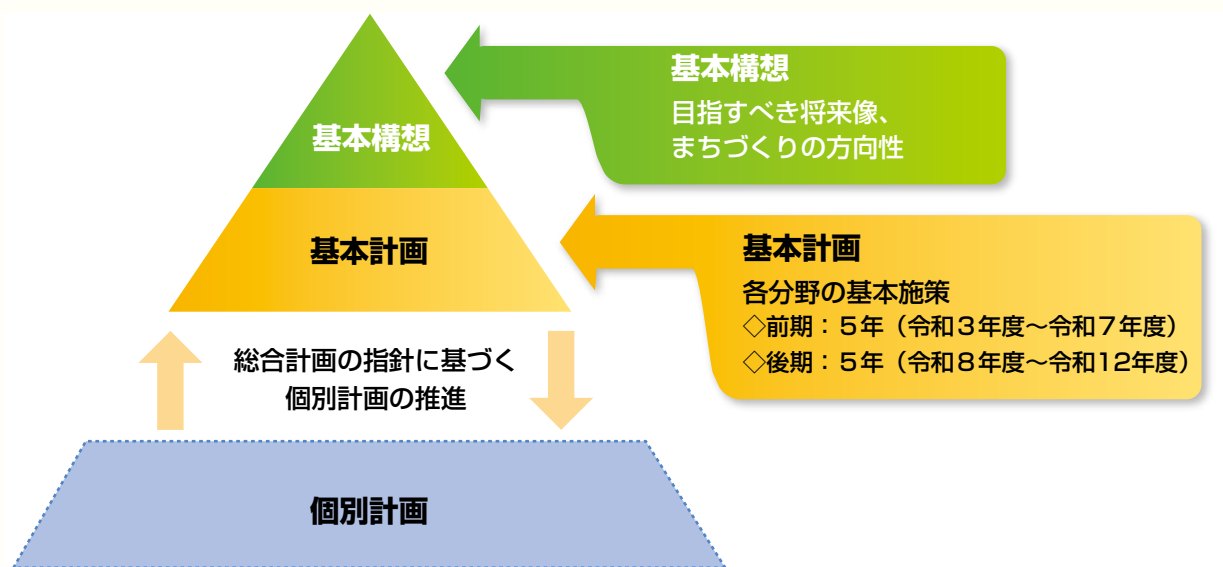 基本構想
基本構想
目指すべき将来像、
まちづくりの方向性
基本計画
基本計画
各分野の基本施策
◇前期：５年（令和３年度～令和７年度）
◇後期：５年（令和８年度～令和12年度）
総合計画の指針に基づく
個別計画の推進
個別計画